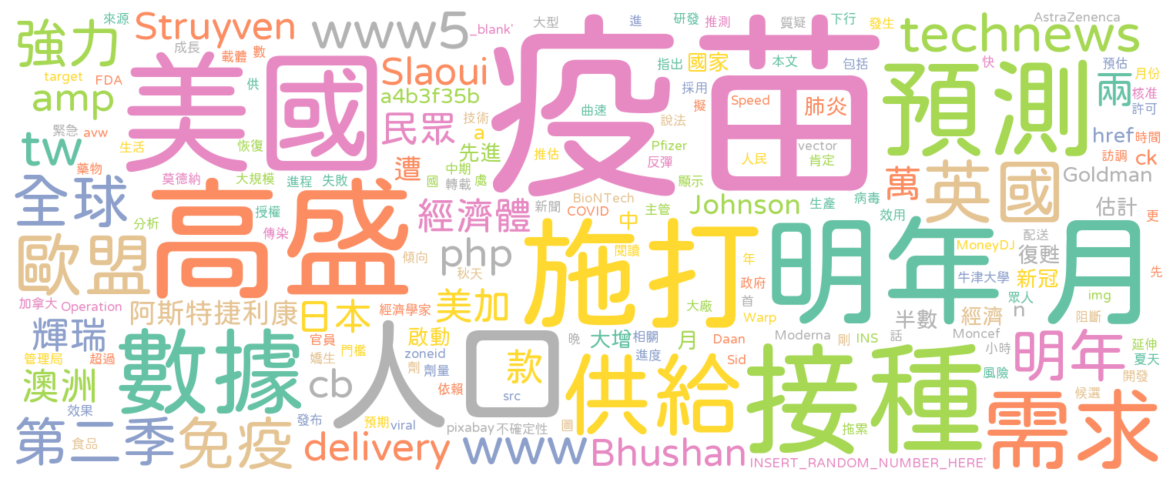 來源 Struyven www5 _blank' 大型 進 研發 推測 質疑 下行 發生 AstraZenenca
強力 成長 載體 數 疫苗 technews
target FDA 美國 Slaoui 指出 國家 本文 包括 快 預估 月份
amp 供 a4b3f35b 曲速 採用 擬 Speed 肺炎 預測 兩 核准
緊急 avw 民眾 技術 a 說法 許可
tw 生活 恢復 先進 推估 Pfizer 人民 vector href 時間
藥物 遭 中期 反彈 肯定 訪調 ck
全球 莫德納 大規模 進程 失敗 國 轉載 處 顯示 萬 英國 Goldman
授權 高盛 經濟體 新聞 BioNTech COVID 中 主管 Johnson 生產 病毒 估計
分析 傳染 效用 更
歐盟 傾向 php 施打 閱讀 明年 月 MoneyDJ 配送 復甦
秋天 年 政府 牛津大學 新冠 先
加拿大 Operation 阿斯特捷利康 日本 經濟學家 美加 大廠 首 Warp 眾人 img
輝瑞 官員 啟動 晚 大增 相關 月 Daan Moderna 剛 INS 半數 話 經濟 n 阻斷
管理局 超過 數據 嬌生 門檻 zoneid 人口 進度 Sid Moncef 小時 明年 延伸
澳洲 cb 劑 劑量 依賴 款 供給 接種 風險 夏天
效果 src 候選 開發
第二季 免疫 發布 預期 viral pixabay 不確定性 圖 拖累 需求
食品 delivery www Bhushan INSERT_RANDOM_NUMBER_HERE'